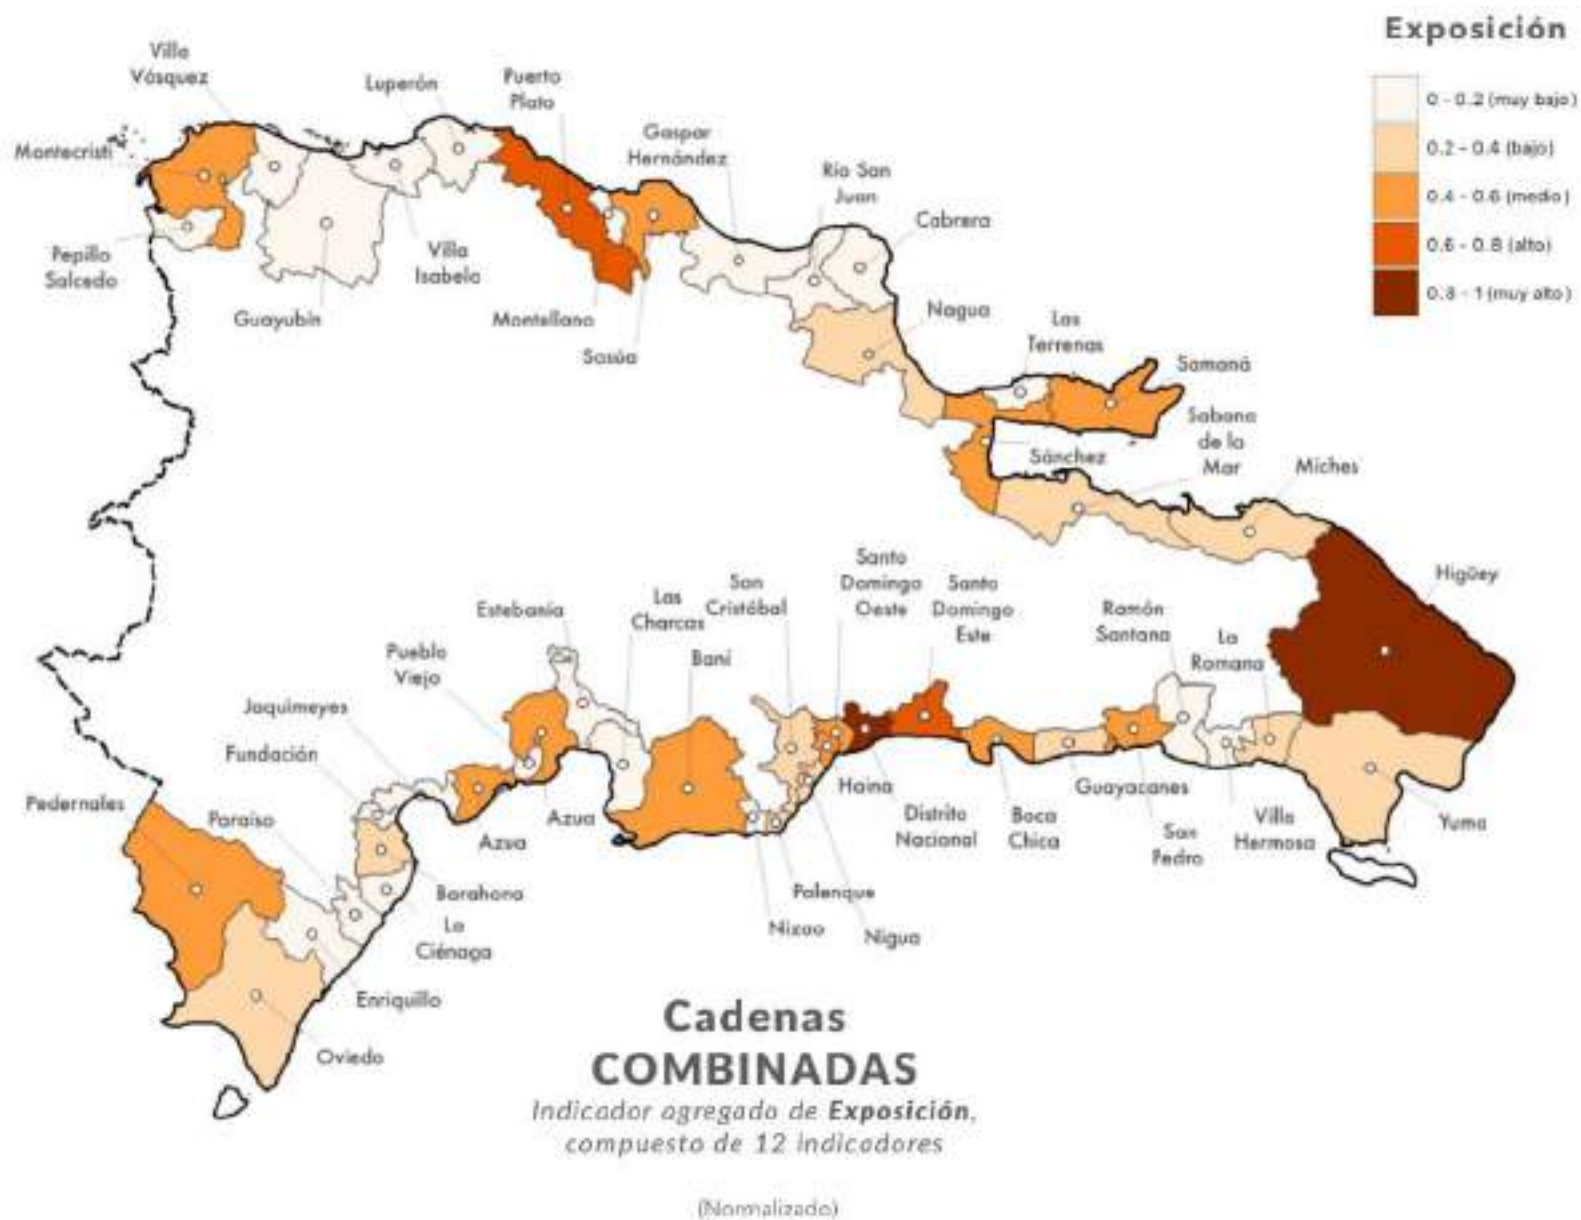 Exposición
0 - 0.2 (muy bajo)
0.2 - 0.4 (bajo)
0.4 - 0.6 (medio)
0.6 - 0.8 (alto)
0.8 - 1 (muy alto)
Villa
Vásquez
Luperón
Puerto
Plata
Montecristi
Gaspar
Hernández
Río San
Juan
Cabrera
Pepillo
Salcedo
Villa
Isabela
Guayubín
Montellano
Sosúa
Nagua
Las
Terrenas
Samaná
Sabana
de la
Mar
Sánchez
Miches
Higüey
Santo
Domingo
Oeste
Santo
Domingo
Este
San
Cristóbal
Las
Charcas
Estebanía
Ramón
Santana
La
Romana
Pueblo
Viejo
Baní
Jaquimeyes
Fundación
Pedernales
Paraíso
Azua
Azua
Haina
Distrito
Nacional
Boca
Chica
Guayacanes
San
Pedro
Villa
Hermosa
Yuma
Barahona
La
Ciénaga
Palenque
Nizao
Nigua
Enriquillo
Oviedo
Cadenas
COMBINADAS
Indicador agregado de Exposición,
compuesto de 12 indicadores
(Normalizado)